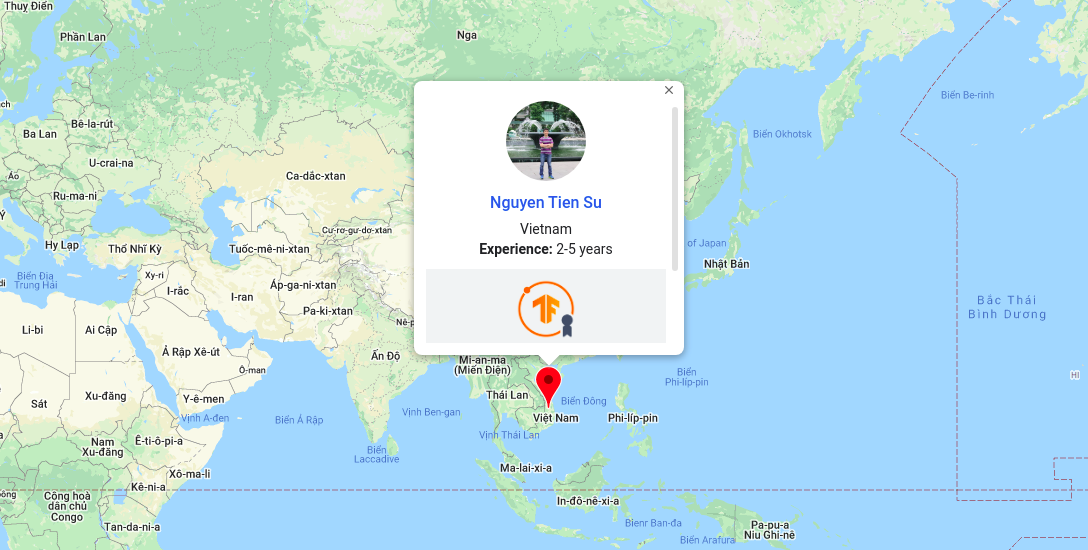 Thuỵ Điển
Phần Lan
Nga
Biển Be-rinh
Ba Lan
Bê-la-rút
Biển Okhotsk
U-crai-na
Áo
Ca-dắc-xtan
Ru-ma-ni
Nguyen Tien Su
Vietnam
Experience: 2-5 years
Cư-rơ-gư-dơ-xtan
Hy Lạp
Thổ Nhĩ Kỳ
Tuốc-mê-ni-xtan
of Japan
Nhật Bản
Biển Địa
Trung Hải
Xy-ri
I-rắc
I-ran
Áp-ga-ni-xtan
Pa-ki-xtan
Nê-p
Bắc Thái
Bình Dương
Li-bi
Ai Cập
Ả Rập Xê-út
Ô-man
Ấn Độ
Mi-an-ma
(Miến Điện)
Biển
Phi-líp-pin
HI
Sát
Xu-đăng
Y-ê-men
Thái Lan
Biển Đông
Vịnh A-đen
Biển Ả Rập
Vịnh Ben-gan
Việt Nam
Phi-líp-pin
Nam
Xu-đăng
Ê-ti-ô-pi-a
Vịnh Thái Lan
Biển
Laccadive
Xô-ma-li
Ma-lai-xi-a
Kê-ni-a
Cộng hoà
dân chủ
Congo
In-đô-nê-xi-a
Tan-da-ni-a
Bienr Ban-đa
Biển Arafura
Pa-pu-a
Niu Ghi-nê